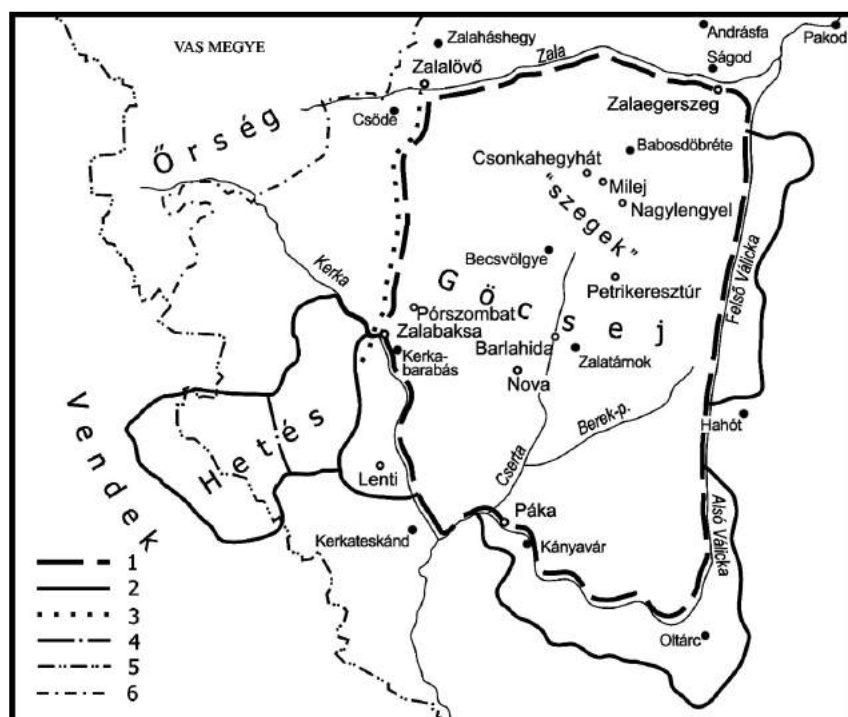 VAS MEGYE
Zalaháshegy
Andrásfa
Pakod
Ságod
Zala
Zalalövő
Zalaegerszeg
Csöde
Őrség
Babosdöbréte
Csonkahegyhát
Milej
Nagylengyel
"szegek"
Becsvölgye
Kerka
Petrikeresztúr
Felső Válicka
Göcsej
Pórszombat
Zalabaksa
Barlahida
Kerka-
barabás
Zalatárnok
Nova
Vendek
Hetés
Berek-p.
Hahót
Cserta
Lenti
Alsó Válicka
Páka
Kerkateskánd
Kányavár
Oltárc
1
2
3
4
5
6